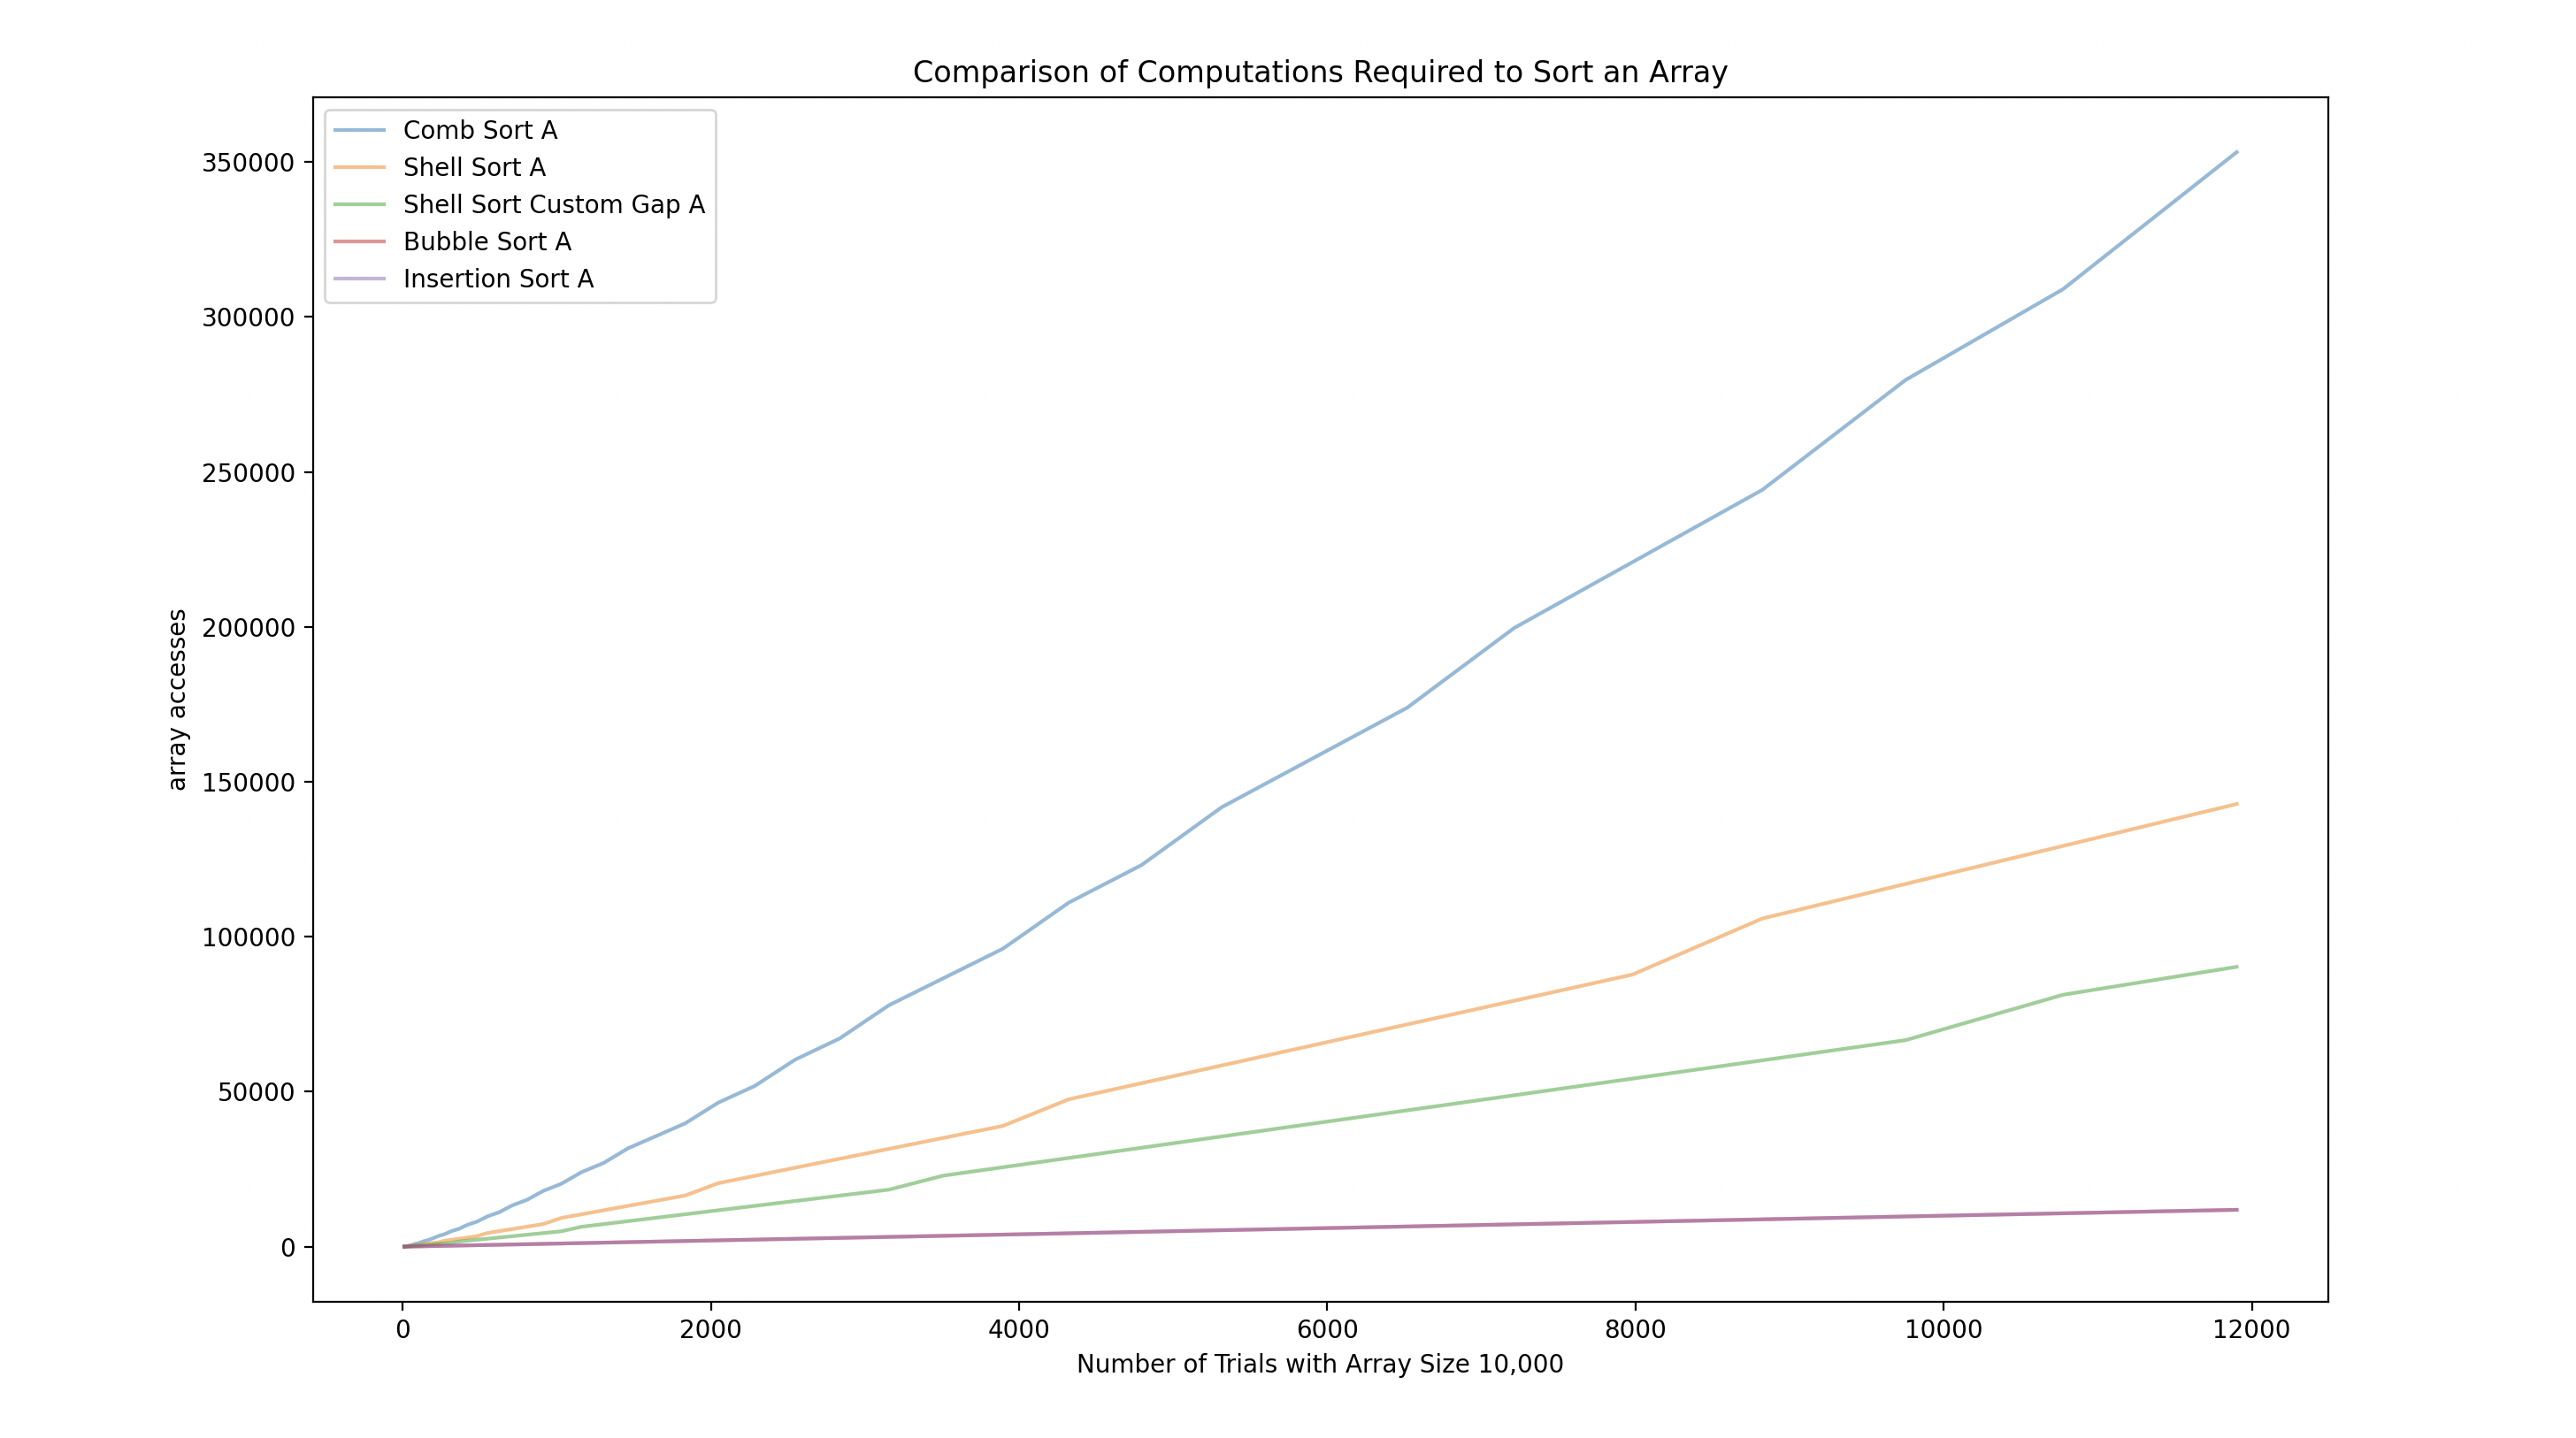 Comparison of Computations Required to Sort an Array
Comb Sort A
Shell Sort A
Shell Sort Custom Gap A
Bubble Sort A
Insertion Sort A
350000
300000
250000
200000
150000
100000
50000
0
array accesses
0 2000 4000 6000 8000 10000 12000
Number of Trials with Array Size 10,000